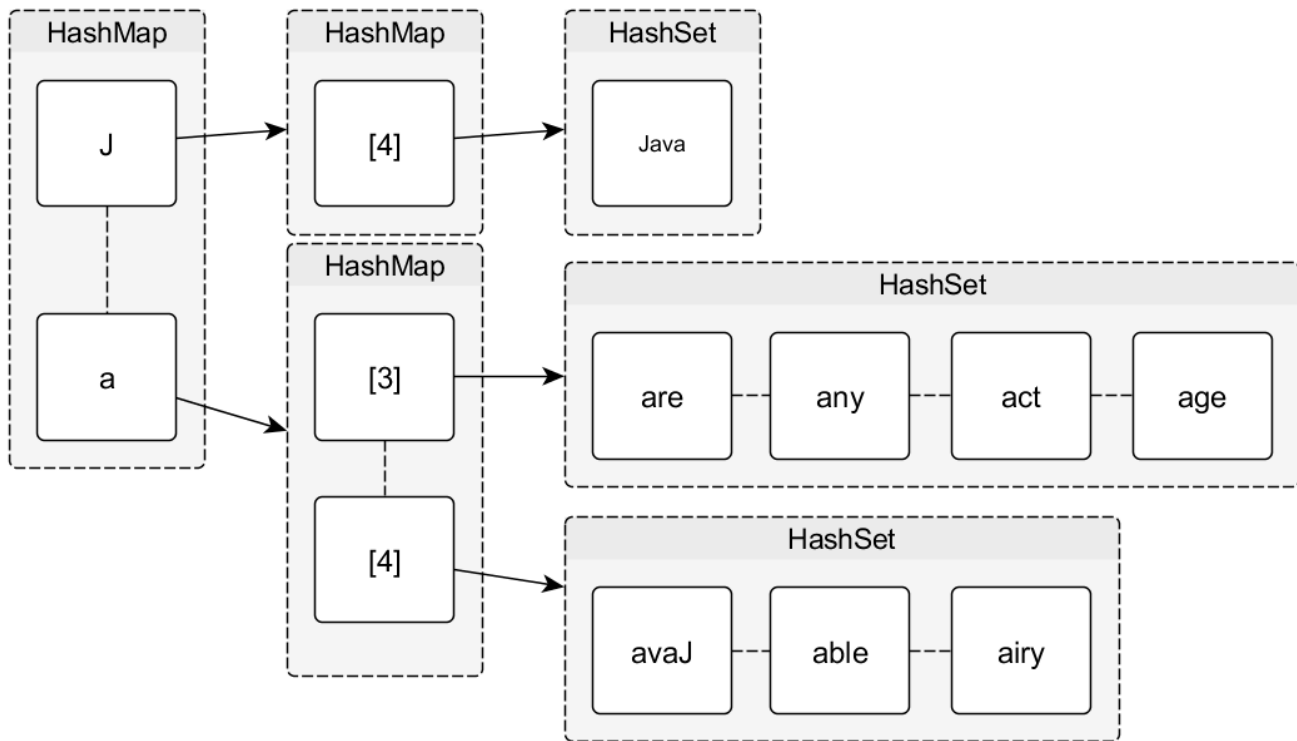 HashMap
HashMap
HashSet
J
[4]
Java
HashMap
HashSet
a
[3]
are
any
act
age
[4]
HashSet
avaJ
able
airy